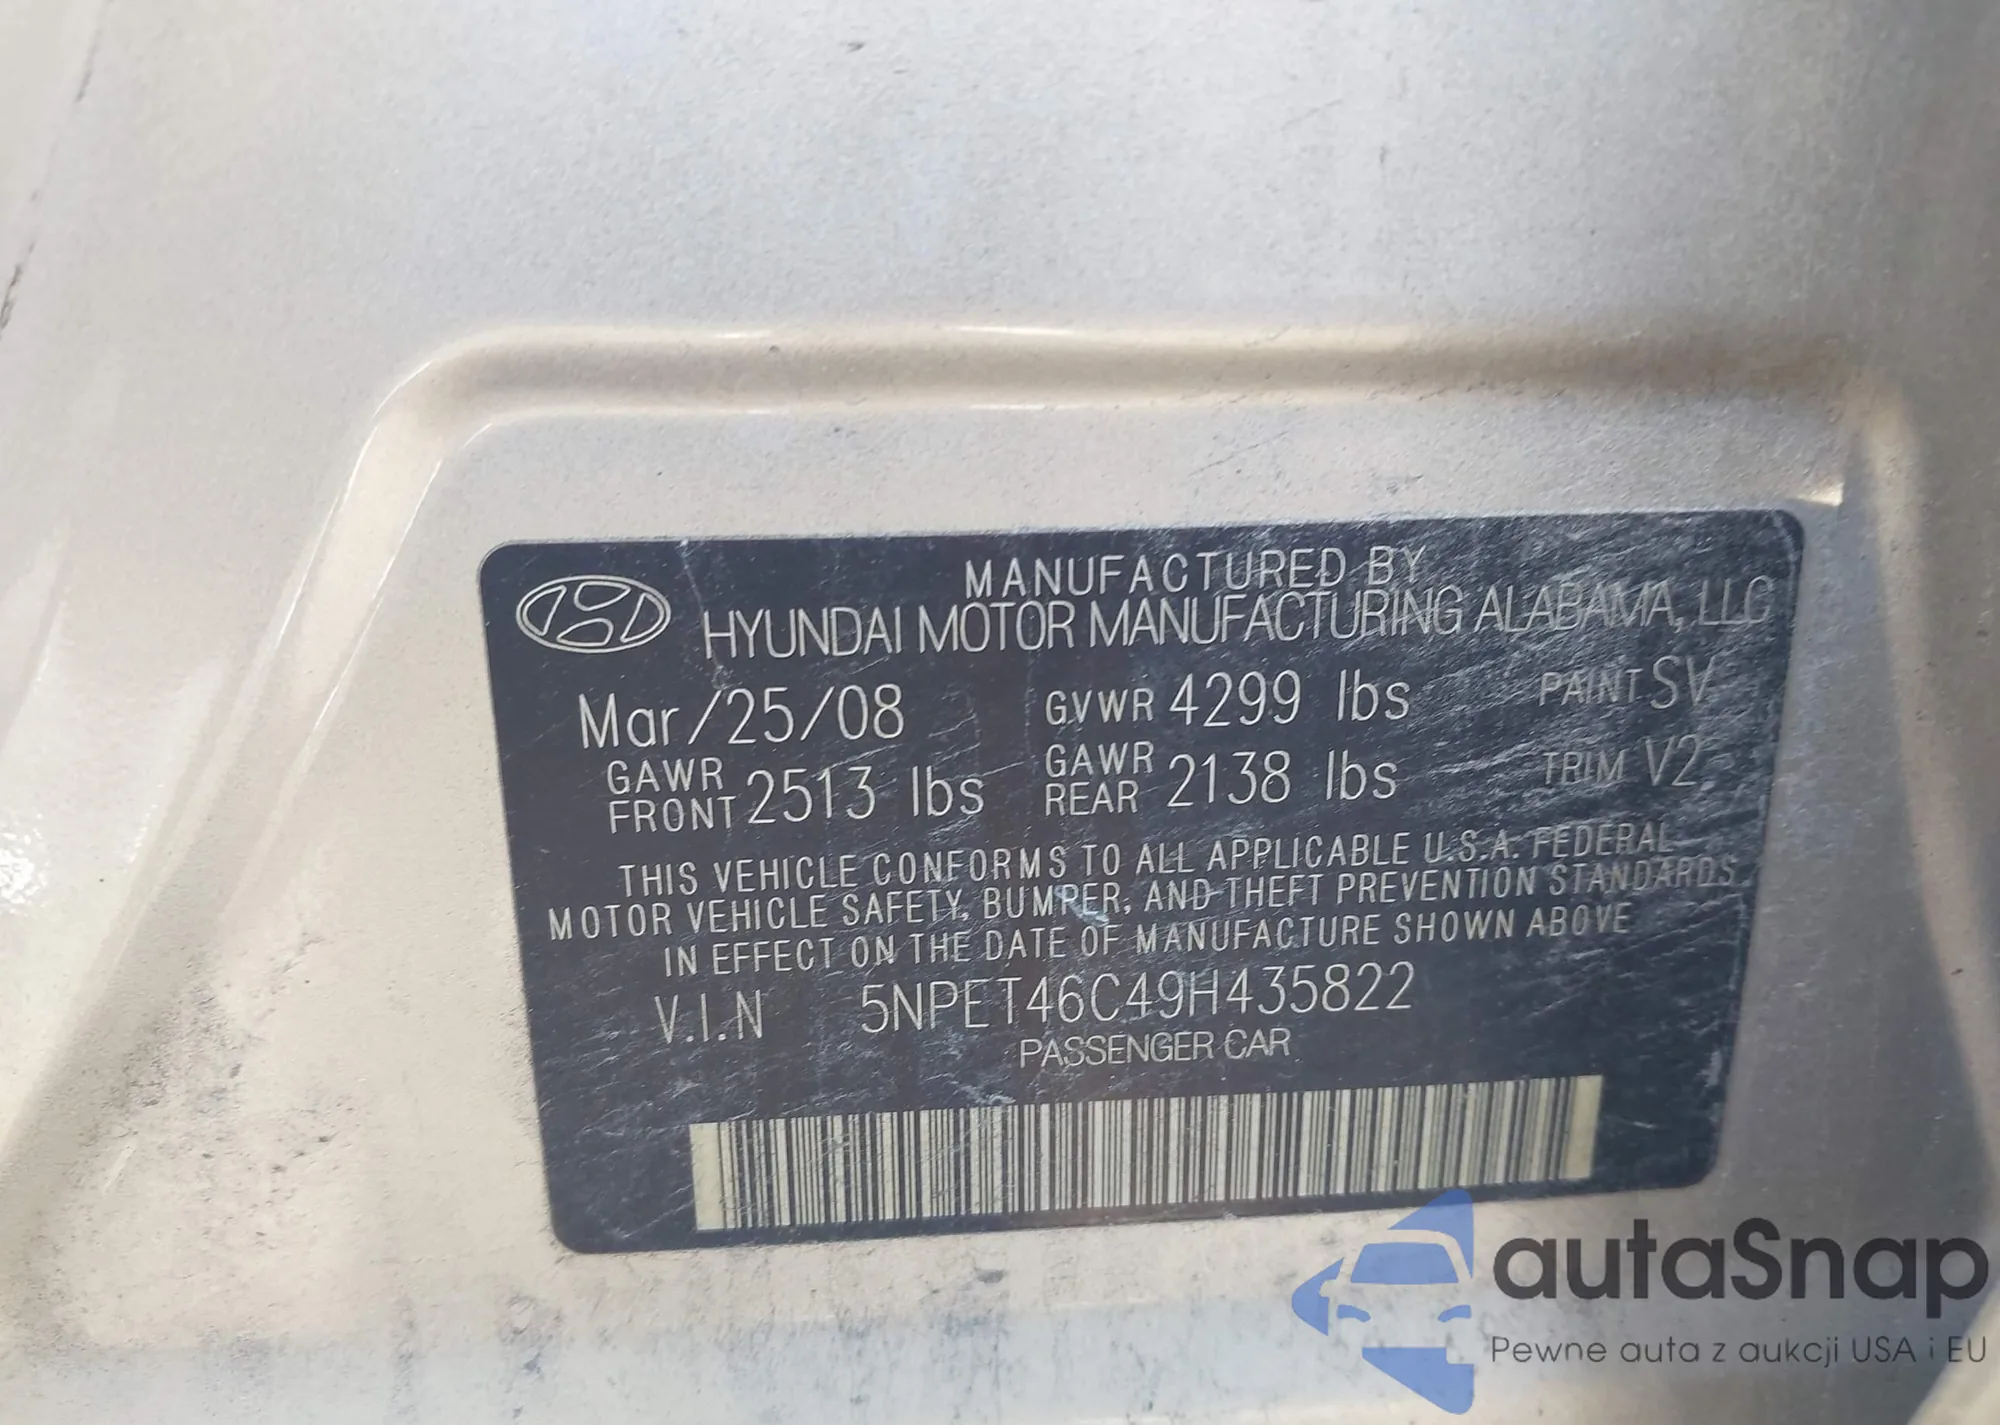 MANUFACTURED BY
HYUNDAI MOTOR MANUFACTURING ALABAMA, LLC
Mar/25/08 GVWR 4299 lbs PAINT SV
GAWR FRONT 2513 lbs GAWR REAR 2138 lbs TRIM V2
THIS VEHICLE CONFORMS TO ALL APPLICABLE U.S.A. FEDERAL
MOTOR VEHICLE SAFETY, BUMPER, AND THEFT PREVENTION STANDARDS
IN EFFECT ON THE DATE OF MANUFACTURE SHOWN ABOVE
V.I.N 5NPET46C49H435822
PASSENGER CAR
autaSnap
Pewne auta z aukcji USA i EU